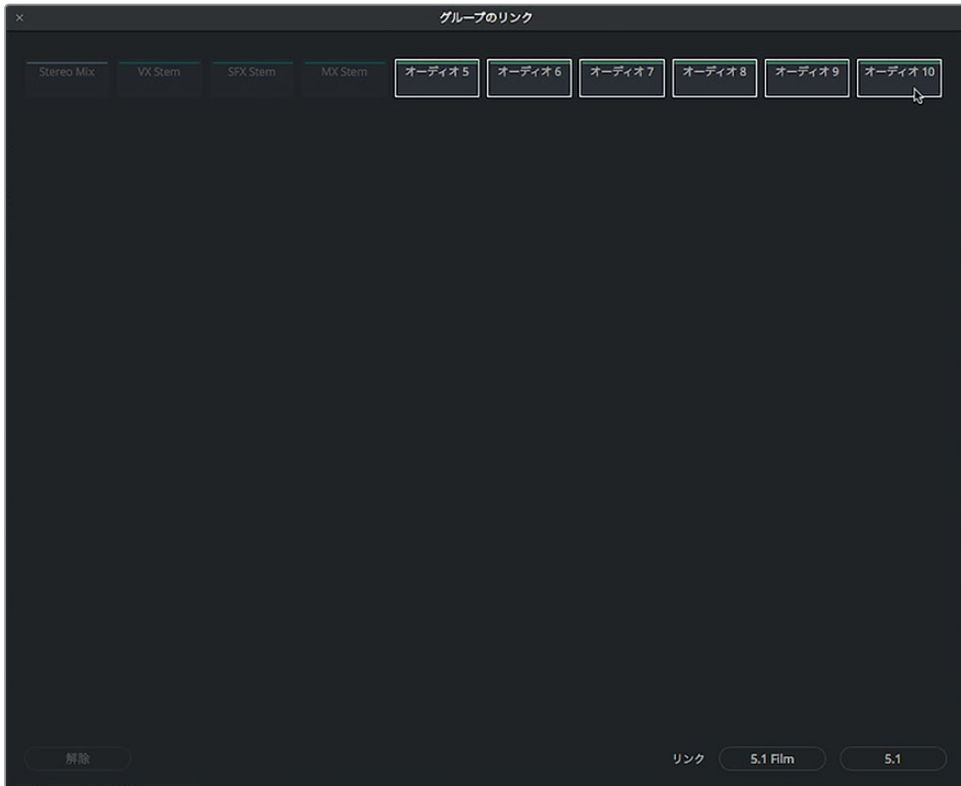 × グループのリンク
Stereo Mix VX Stem SFX Stem MX Stem オーディオ 5 オーディオ 6 オーディオ 7 オーディオ 8 オーディオ 9 オーディオ 10
解除 リンク 5.1 Film 5.1